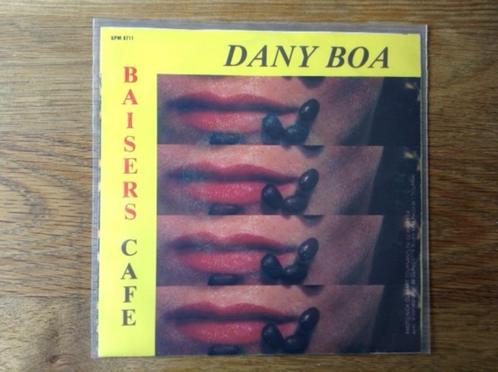 SPM 8711
DANY BOA
BAISERS CAFE